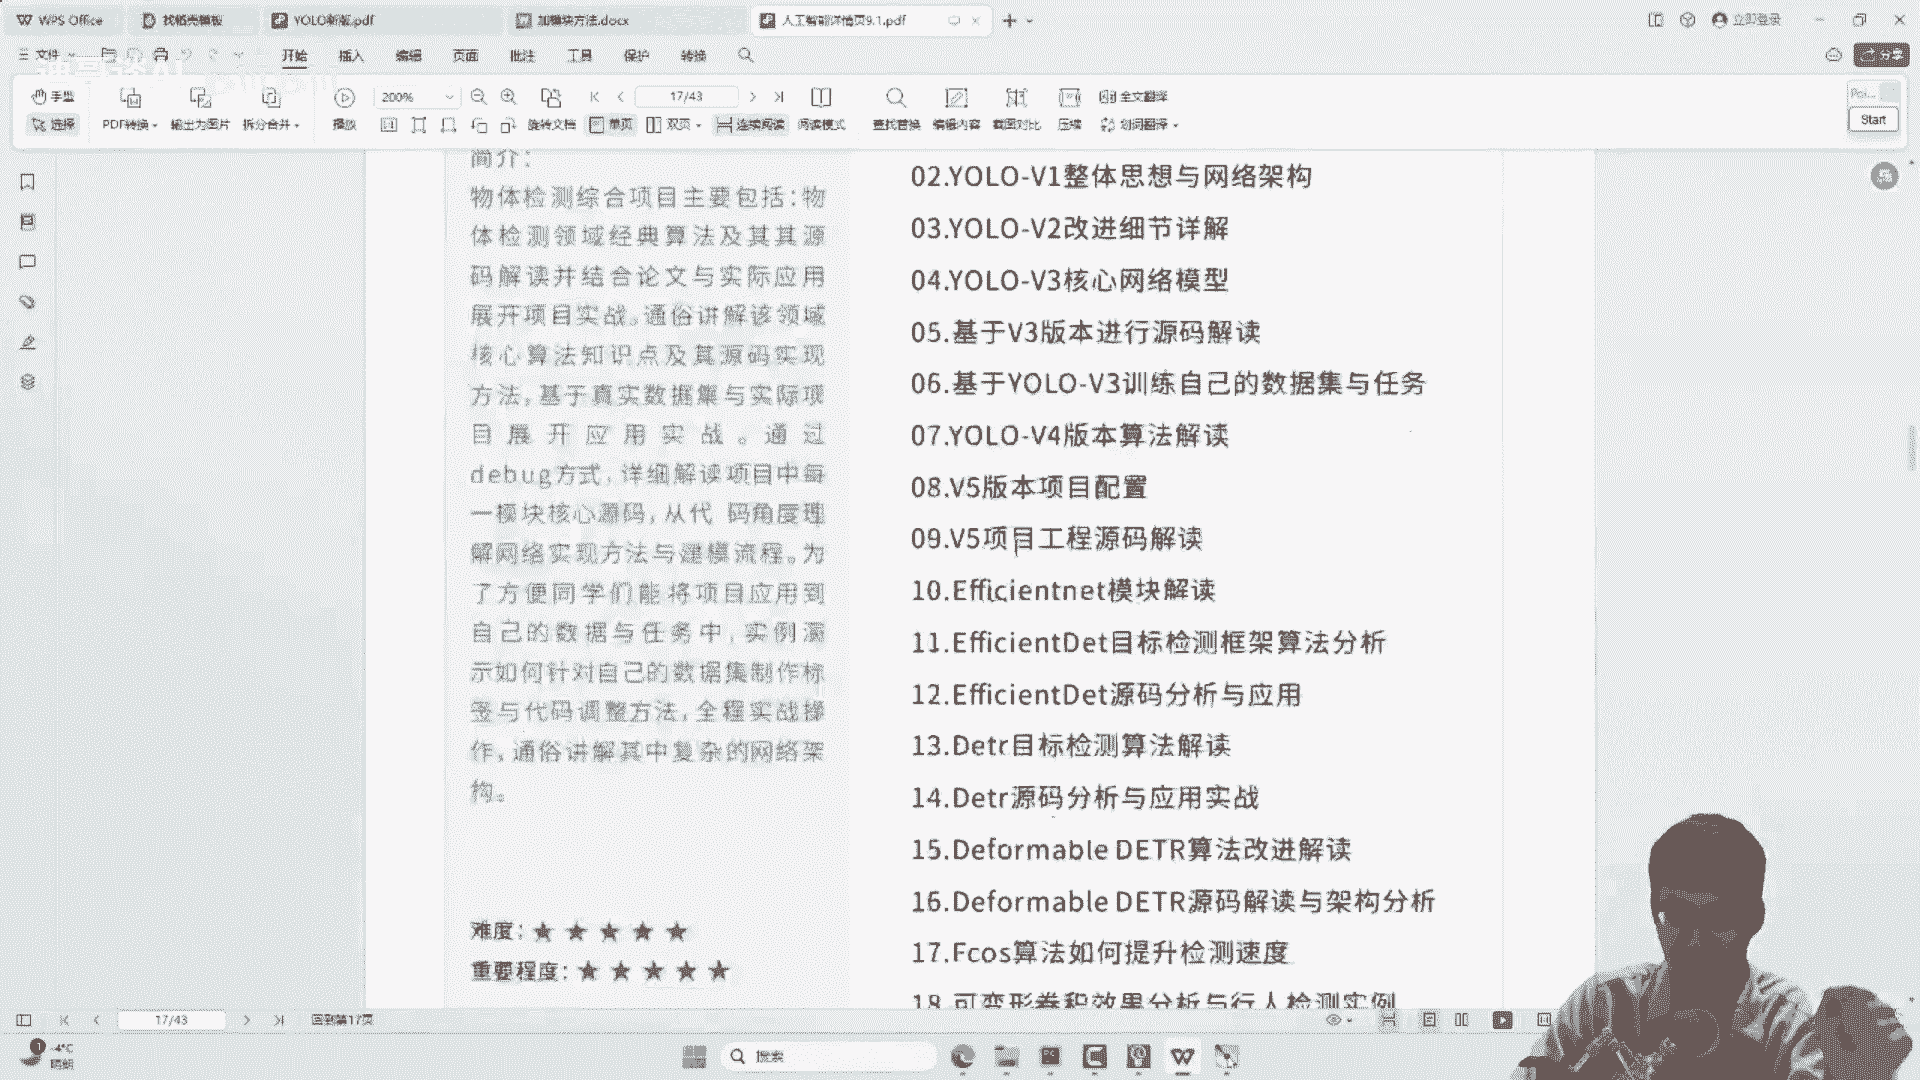 WPS Office
找稻壳模板
YOLO新版.pdf
加模块方法.docx
人工智能详情页9.1.pdf
立即登录
文件
开始
插入
编辑
页面
批注
工具
保护
转换
分享
手型
选择
PDF转换
输出为图片
拆分合并
播放
200%
旋转文档
单页
双页
连续阅读
17/43
阅读模式
查找替换
编辑内容
截图对比
压缩
全文翻译
划词翻译
Poi...
Start
简介：
物体检测综合项目主要包括：物
体检测领域经典算法及其其源
码解读并结合论文与实际应用
展开项目实战。通俗讲解该领域
核心算法知识点及其源码实现
方法，基于真实数据集与实际项
目展开应用实战。通过
debug方式，详细解读项目中每
一模块核心源码，从代 码角度理
解网络实现方法与建模流程。为
了方便同学们能将项目应用到
自己的数据与任务中，实例演
示如何针对自己的数据集制作标
签与代码调整方法，全程实战操
作，通俗讲解其中复杂的网络架
构。
难度：★ ★ ★ ★ ★
重要程度：★ ★ ★ ★ ★
02.YOLO-V1整体思想与网络架构
03.YOLO-V2改进细节详解
04.YOLO-V3核心网络模型
05.基于V3版本进行源码解读
06.基于YOLO-V3训练自己的数据集与任务
07.YOLO-V4版本算法解读
08.V5版本项目配置
09.V5项目工程源码解读
10.Efficientnet模块解读
11.EfficientDet目标检测框架算法分析
12.EfficientDet源码分析与应用
13.Detr目标检测算法解读
14.Detr源码分析与应用实战
15.Deformable DETR算法改进解读
16.Deformable DETR源码解读与架构分析
17.Fcos算法如何提升检测速度
18.可变形卷积效果分析与行人检测实例
17/43
回到第17页
1
-4°C
晴朗
搜索